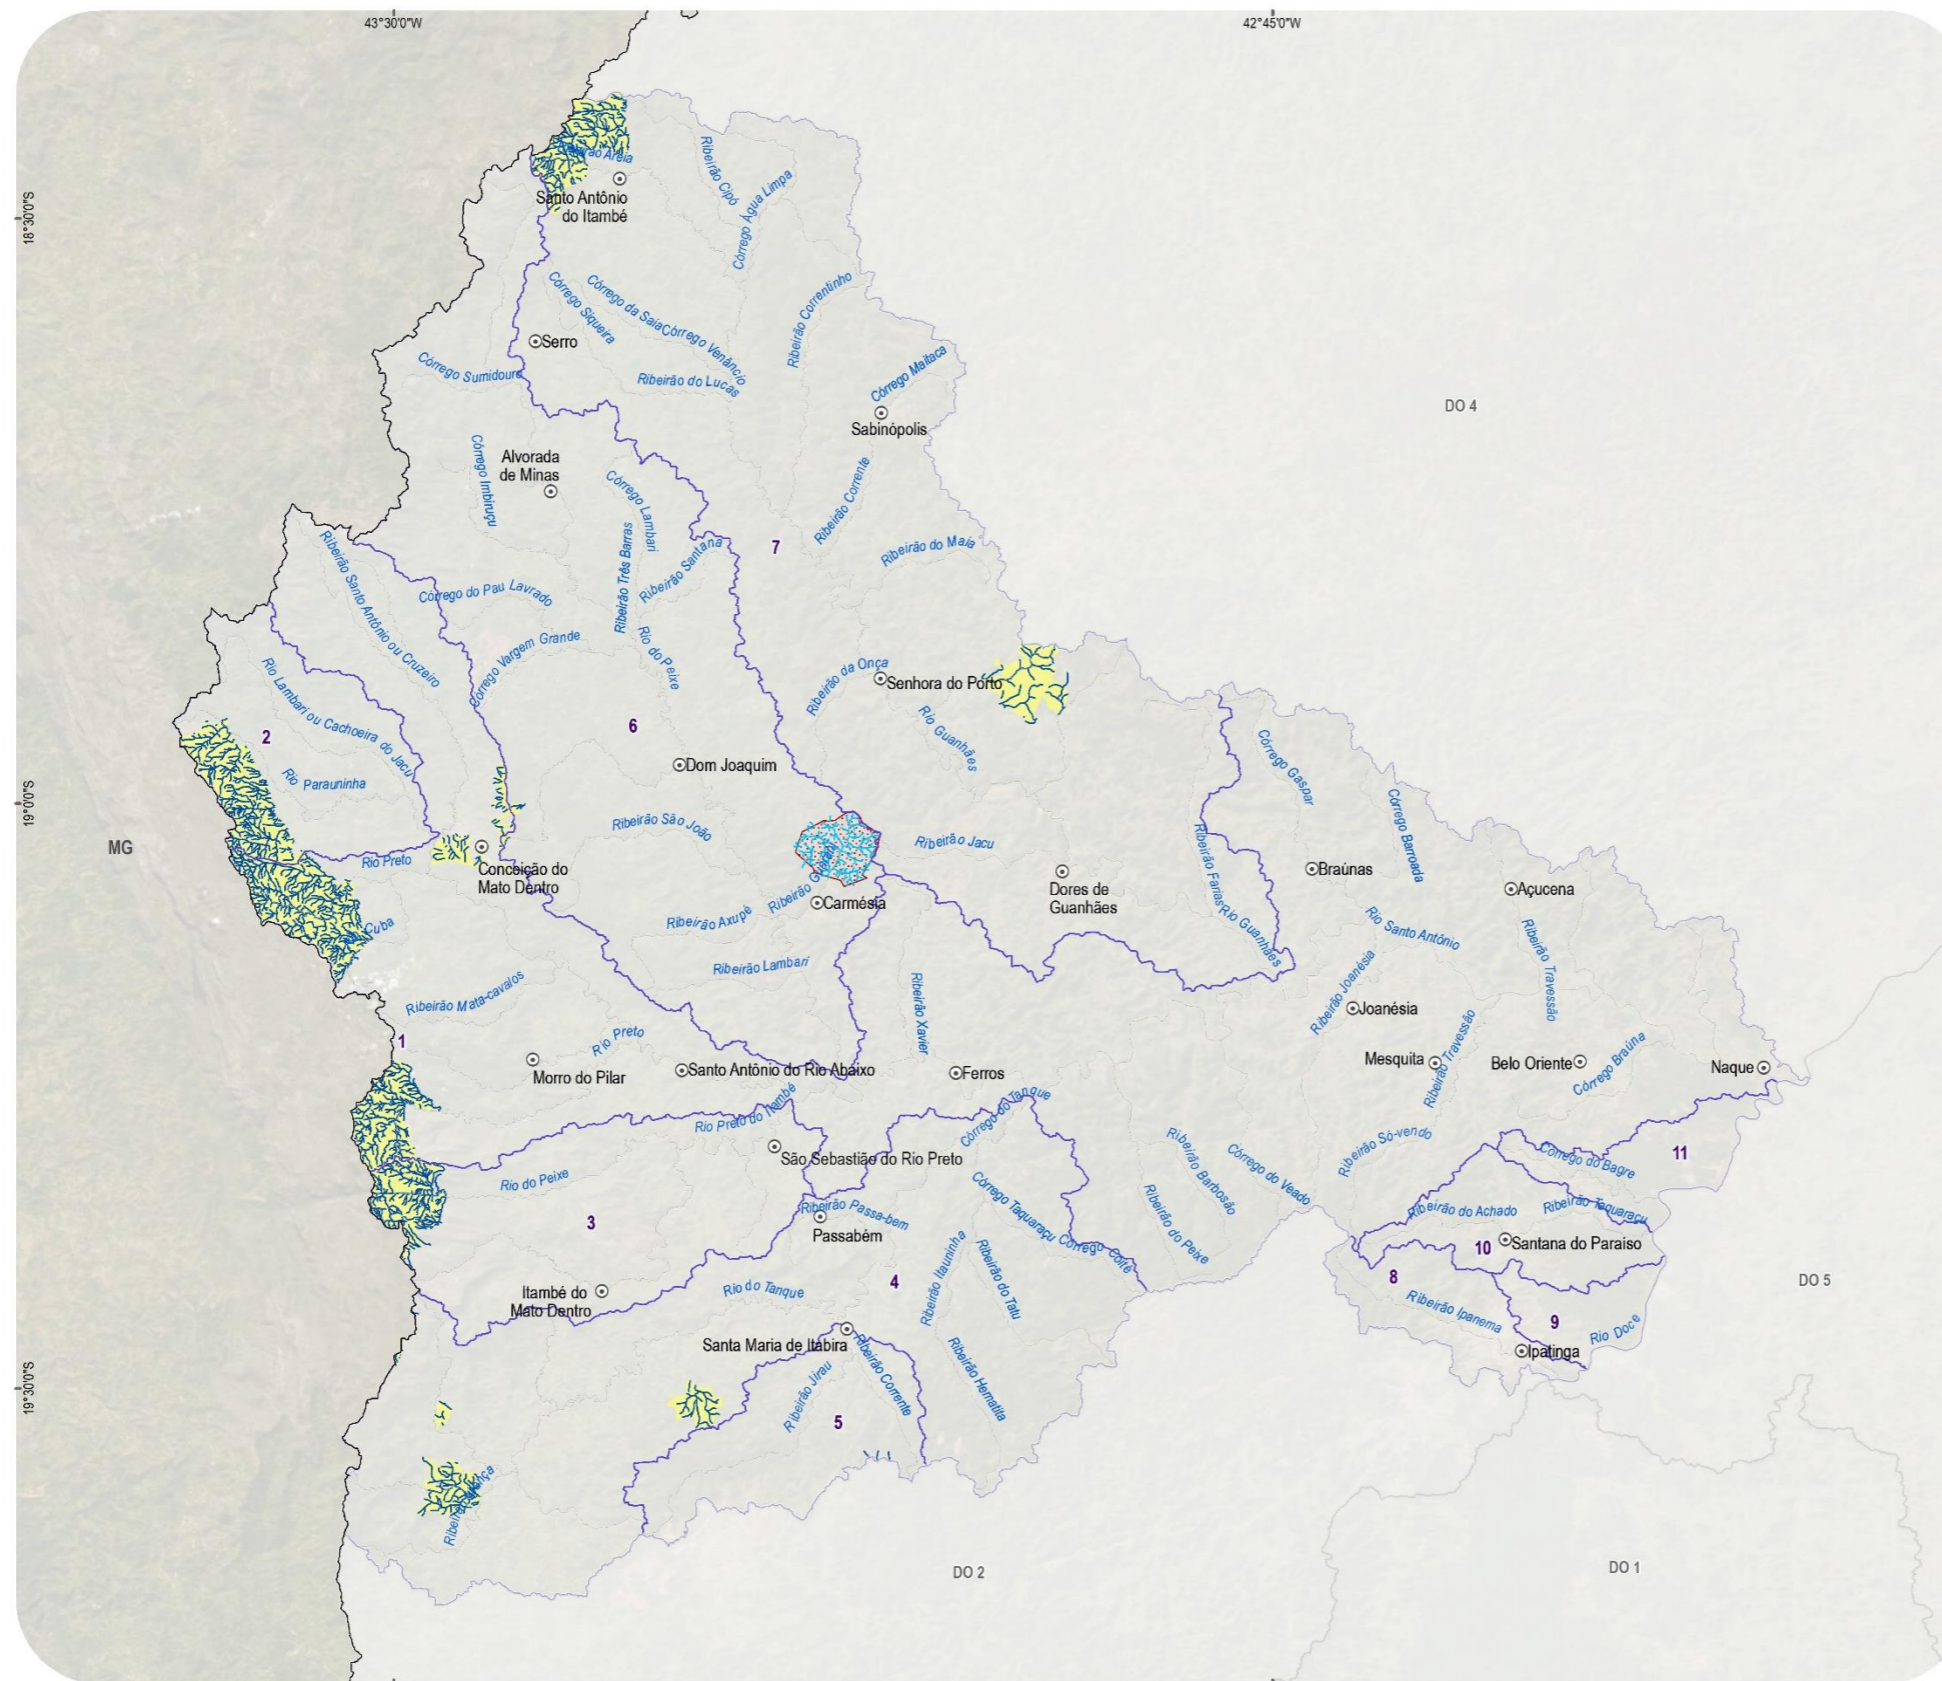 43°30'0"W
42°45'0"W
18°30'0"S
19°0'0"S
19°30'0"S
Santo Antônio
do Itambé
Ribeirão Cipó
Córrego Água Limpa
Córrego Siqueira
Córrego da Saia
Córrego Venâncio
Ribeirão Correntinho
Serro
Córrego Sumidouro
Ribeirão do Lucas
Córrego Maitaca
Sabinópolis
DO 4
Alvorada
de Minas
Córrego Imbiruçu
Córrego Lambari
Ribeirão Corrente
Ribeirão Três Barras
Ribeirão Santana
7
Ribeirão do Maia
Ribeirão Santo Antônio ou Cruzeiro
Córrego do Pau Lavrado
Córrego Vargem Grande
Rio do Peixe
Ribeirão da Onça
Senhora do Porto
Rio Guanhães
Rio Lambari ou Cachoeira do Jacu
2
Rio Parauninha
6
Dom Joaquim
Córrego Gaspar
Córrego Barroada
MG
Ribeirão São João
Ribeirão Jacu
Ribeirão Farias
Rio Preto
Conceição do
Mato Dentro
Dores de
Guanhães
Braúnas
Açucena
Carmésia
Ribeirão Axupé
Cuba
Rio Guanhães
Rio Santo Antônio
Ribeirão Travessão
Ribeirão Lambari
Ribeirão Mata-cavalos
Ribeirão Xavier
Ribeirão Joanésia
Joanésia
1
Rio Preto
Morro do Pilar
Santo Antônio do Rio Abaixo
Ferros
Mesquita
Ribeirão Travessão
Belo Oriente
Córrego Braúna
Naque
Rio Preto do Itambé
Córrego do Tanque
São Sebastião do Rio Preto
Rio do Peixe
3
Ribeirão Barbosão
Córrego do Veado
Ribeirão Só-vendo
Córrego do Bagre
11
Ribeirão Passa-bem
Passabém
Córrego Taquaraçu
Córrego Coité
Ribeirão do Peixe
Ribeirão do Achado
Ribeirão Taquaraçu
10
Santana do Paraíso
Itambé do
Mato Dentro
Rio do Tanque
4
Ribeirão Itauninha
Ribeirão do Tatu
8
DO 5
Ribeirão Ipanema
9
Rio Doce
Ipatinga
Santa Maria de Itabira
Ribeirão Jirau
Ribeirão Corrente
Ribeirão Hematita
5
DO 2
DO 1